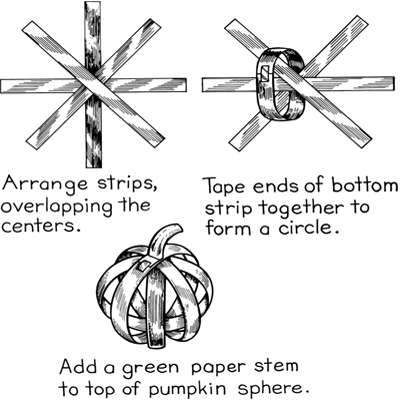 Arrange strips,
overlapping the
centers.
Tape ends of bottom
strip together to
form a circle.
Add a green paper stem
to top of pumpkin sphere.